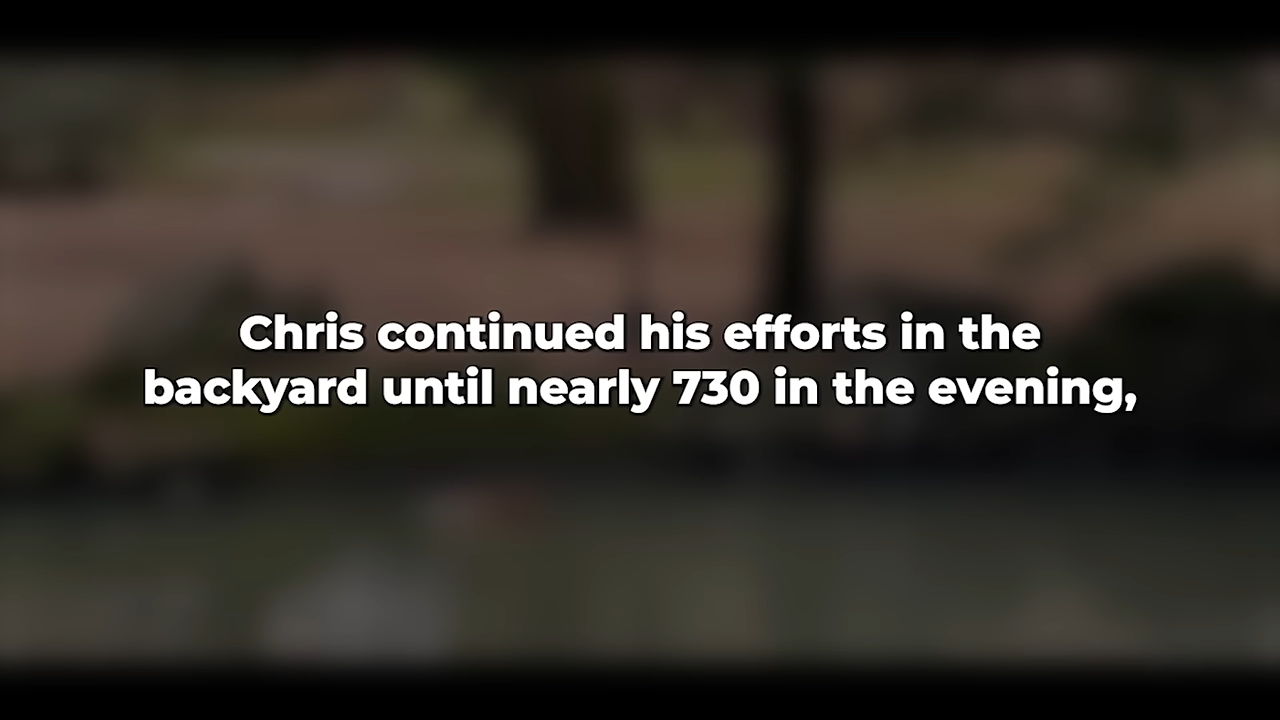 Chris continued his efforts in the
backyard until nearly 730 in the evening,